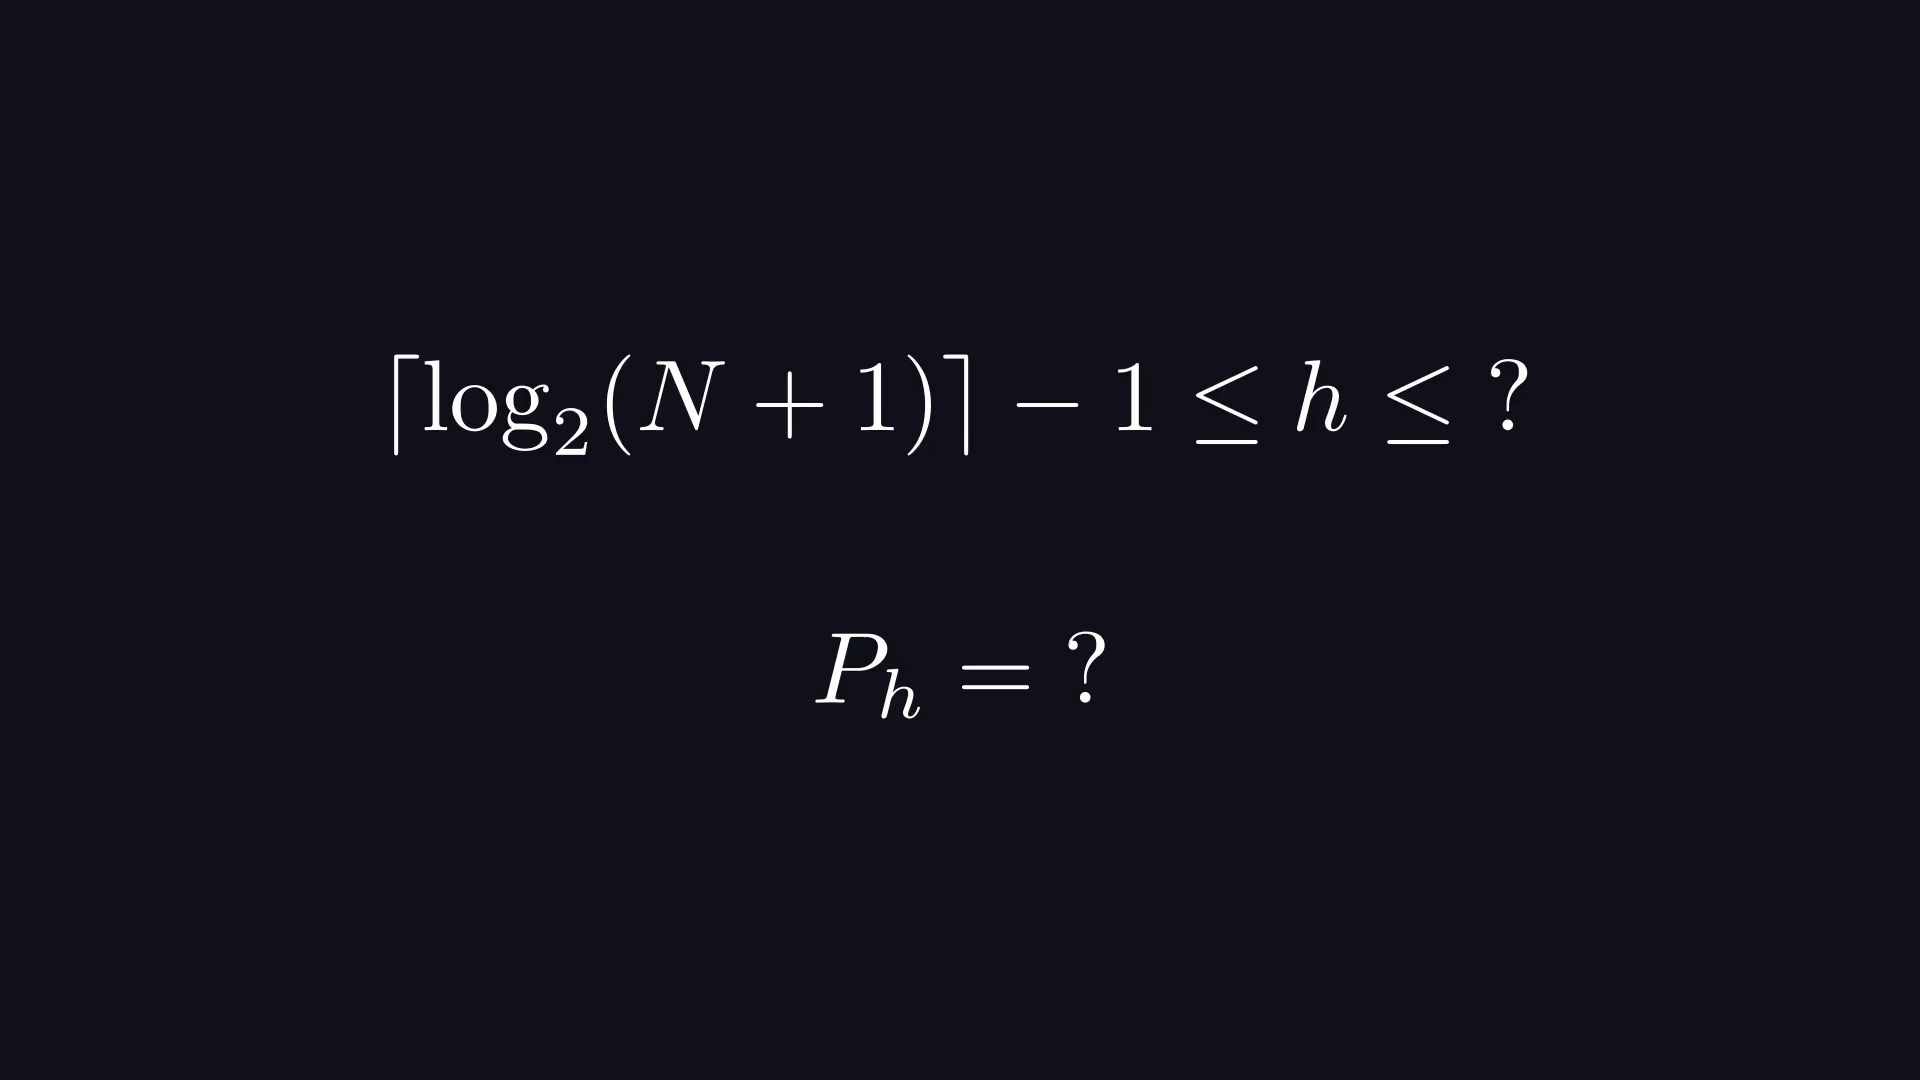 ⌈log₂(N + 1)⌉ − 1 ≤ h ≤ ?
Pₕ = ?